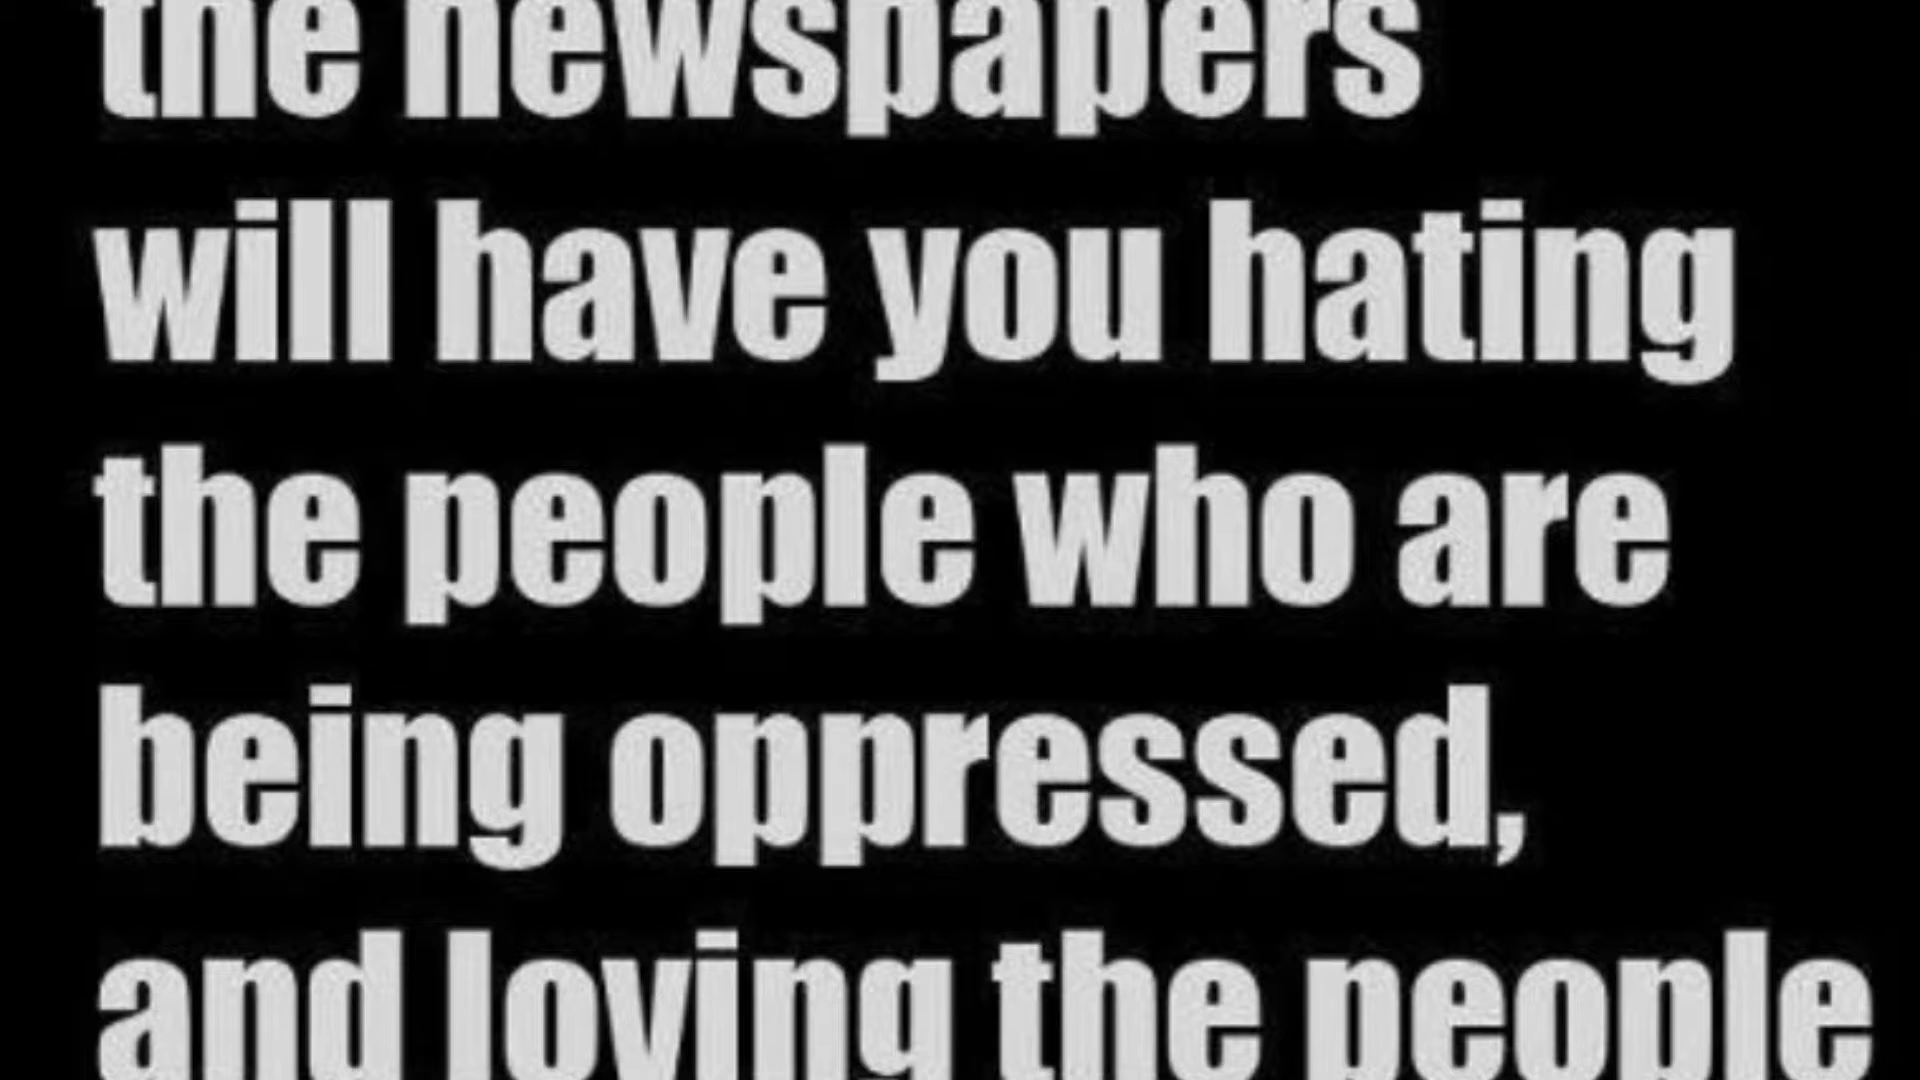 the newspapers
will have you hating
the people who are
being oppressed,
and loving the people